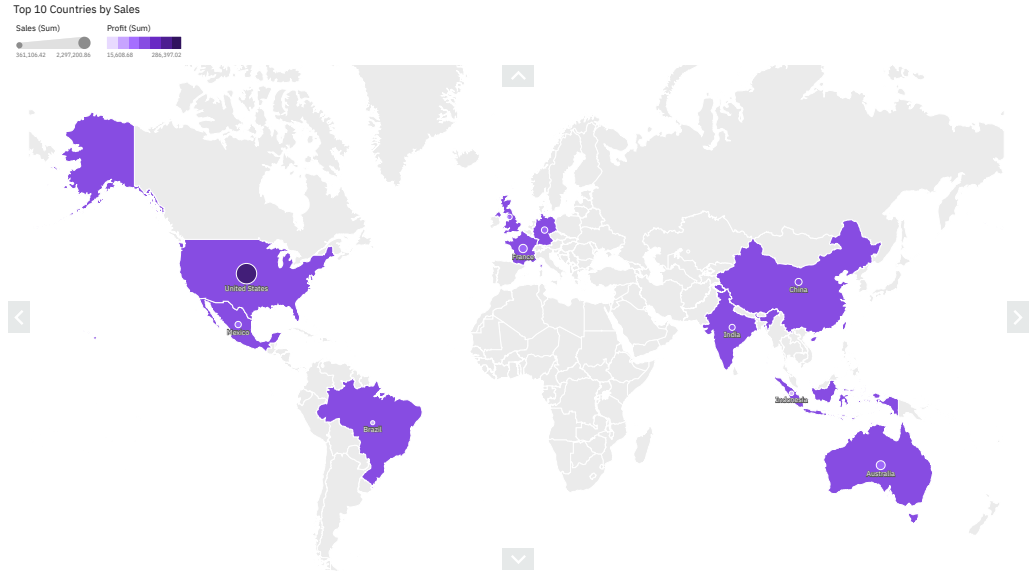 Top 10 Countries by Sales
Sales (Sum) Profit (Sum)
361,106.42 2,297,200.86 15,608.68 286,397.02
France
United States
China
Mexico
India
Indonesia
Brazil
Australia